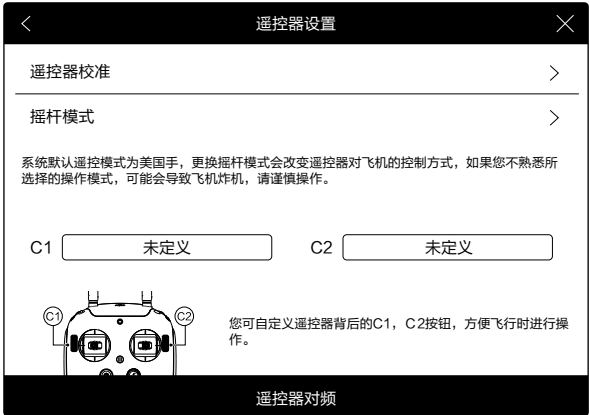 遥控器设置
遥控器校准
摇杆模式
系统默认遥控模式为美国手，更换摇杆模式会改变遥控器对飞机的控制方式，如果您不熟悉所
选择的操作模式，可能会导致飞机炸机，请谨慎操作。
C1 未定义 C2 未定义
C1 C2
您可自定义遥控器背后的C1，C2按钮，方便飞行时进行操
作。
遥控器对频